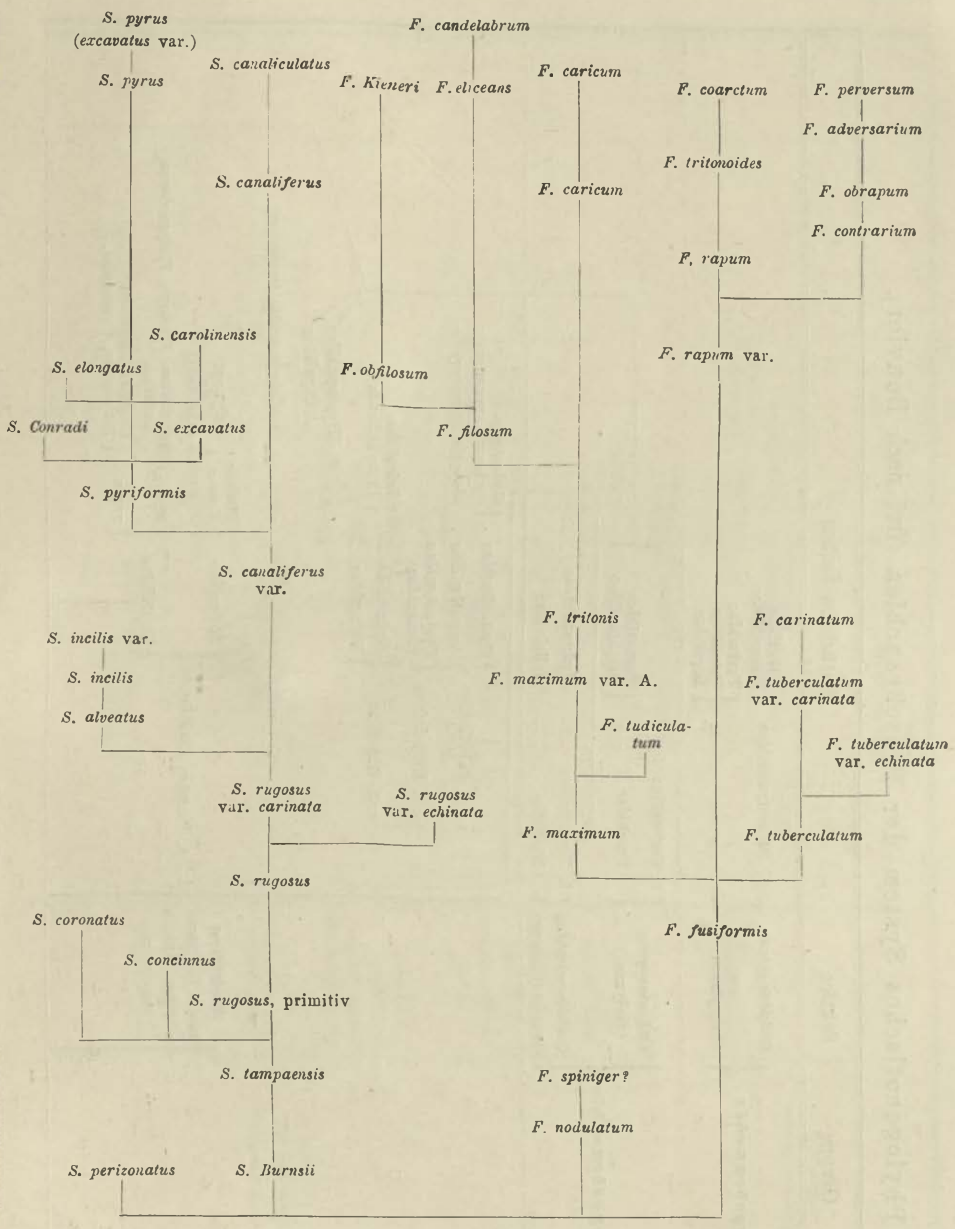 S. pyrus
(excavatus var.)
F. candelabrum
S. canaliculatus
S. pyrus
F. Kieneri
F. eliceans
F. caricum
F. coarctum
F. perversum
F. adversarium
F. tritonoides
S. canaliferus
F. caricum
F. obrapum
F. contrarium
F, rapum
S. carolinensis
F. rapum var.
S. elongatus
F. obfilosum
S. Conradi
S. excavatus
F. filosum
S. pyriformis
S. canaliferus
var.
F. tritonis
F. carinatum
S. incilis var.
S. incilis
F. maximum var. A.
F. tuberculatum
var. carinata
S. alveatus
F. tudicula-
tum
F. tuberculatum
var. echinata
S. rugosus
var. carinata
S. rugosus
var. echinata
F. maximum
F. tuberculatum
S. rugosus
S. coronatus
F. fusiformis
S. concinnus
S. rugosus, primitiv
S. tampaensis
F. spiniger?
F. nodulatum
S. perizonatus
S. Burnsii